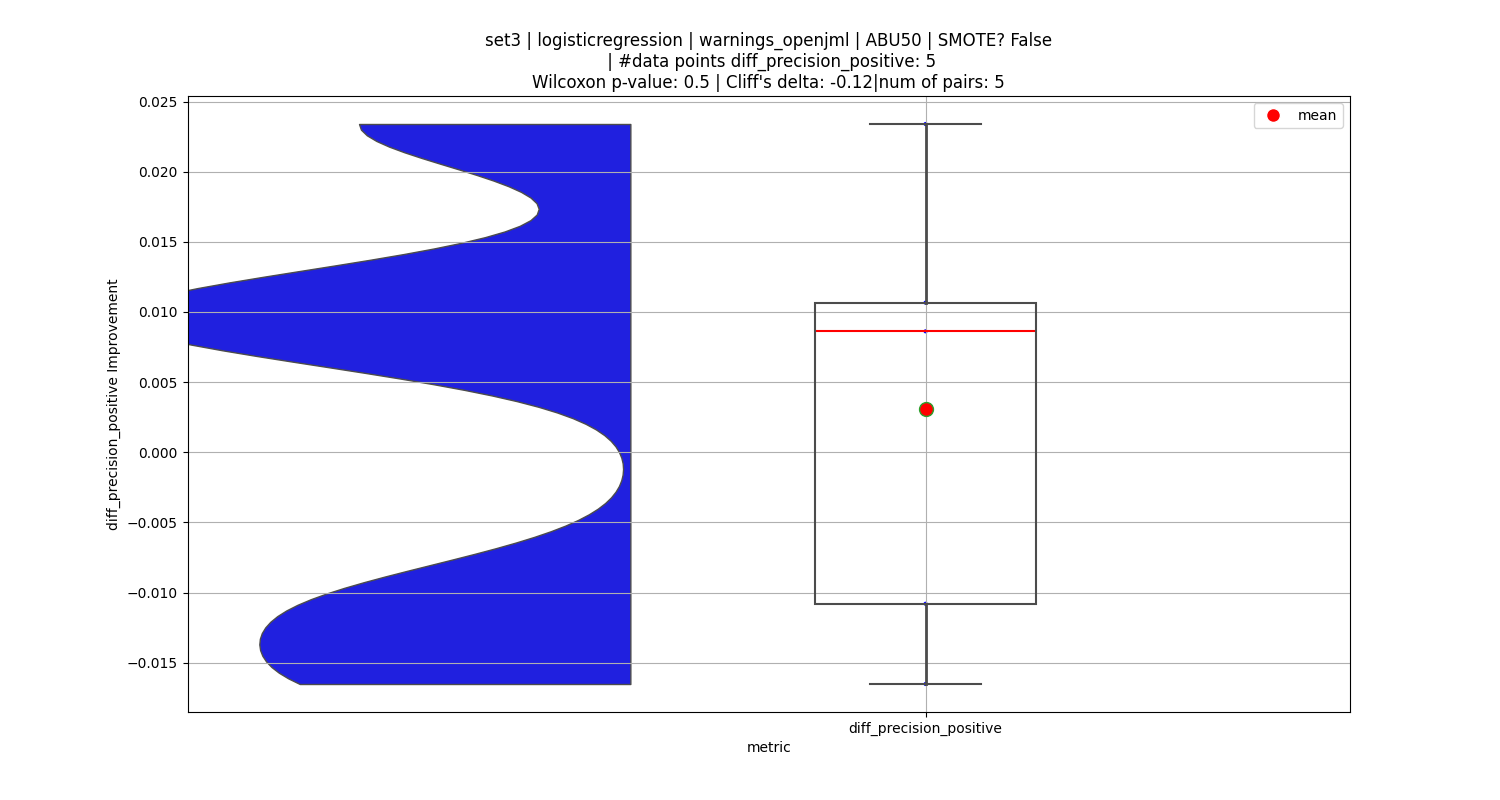 set3 | logisticregression | warnings_openjml | ABU50 | SMOTE? False
| #data points diff_precision_positive: 5
Wilcoxon p-value: 0.5 | Cliff's delta: -0.12|num of pairs: 5
mean
0.025
0.020
0.015
0.010
0.005
0.000
−0.005
−0.010
−0.015
diff_precision_positive Improvement
diff_precision_positive
metric